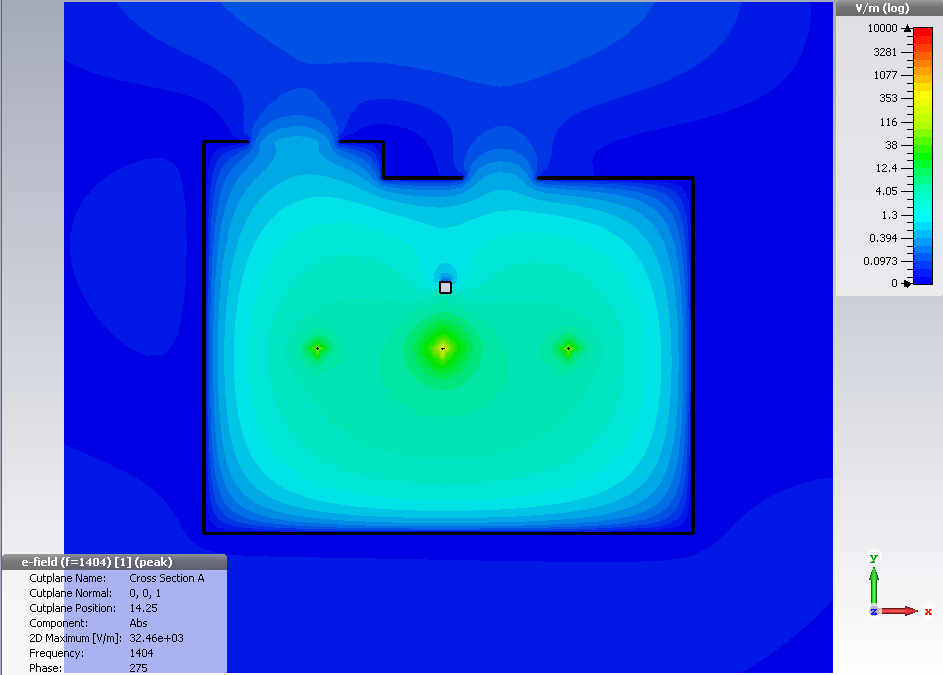 V/m (log)
10000
3281
1077
353
116
38
12.4
4.05
1.3
0.394
0.0973
0
e-field (f=1404) [1] (peak)
Cutplane Name: Cross Section A
Cutplane Normal: 0, 0, 1
Cutplane Position: 14.25
Component: Abs
2D Maximum [V/m]: 32.46e+03
Frequency: 1404
Phase: 275
y
z x